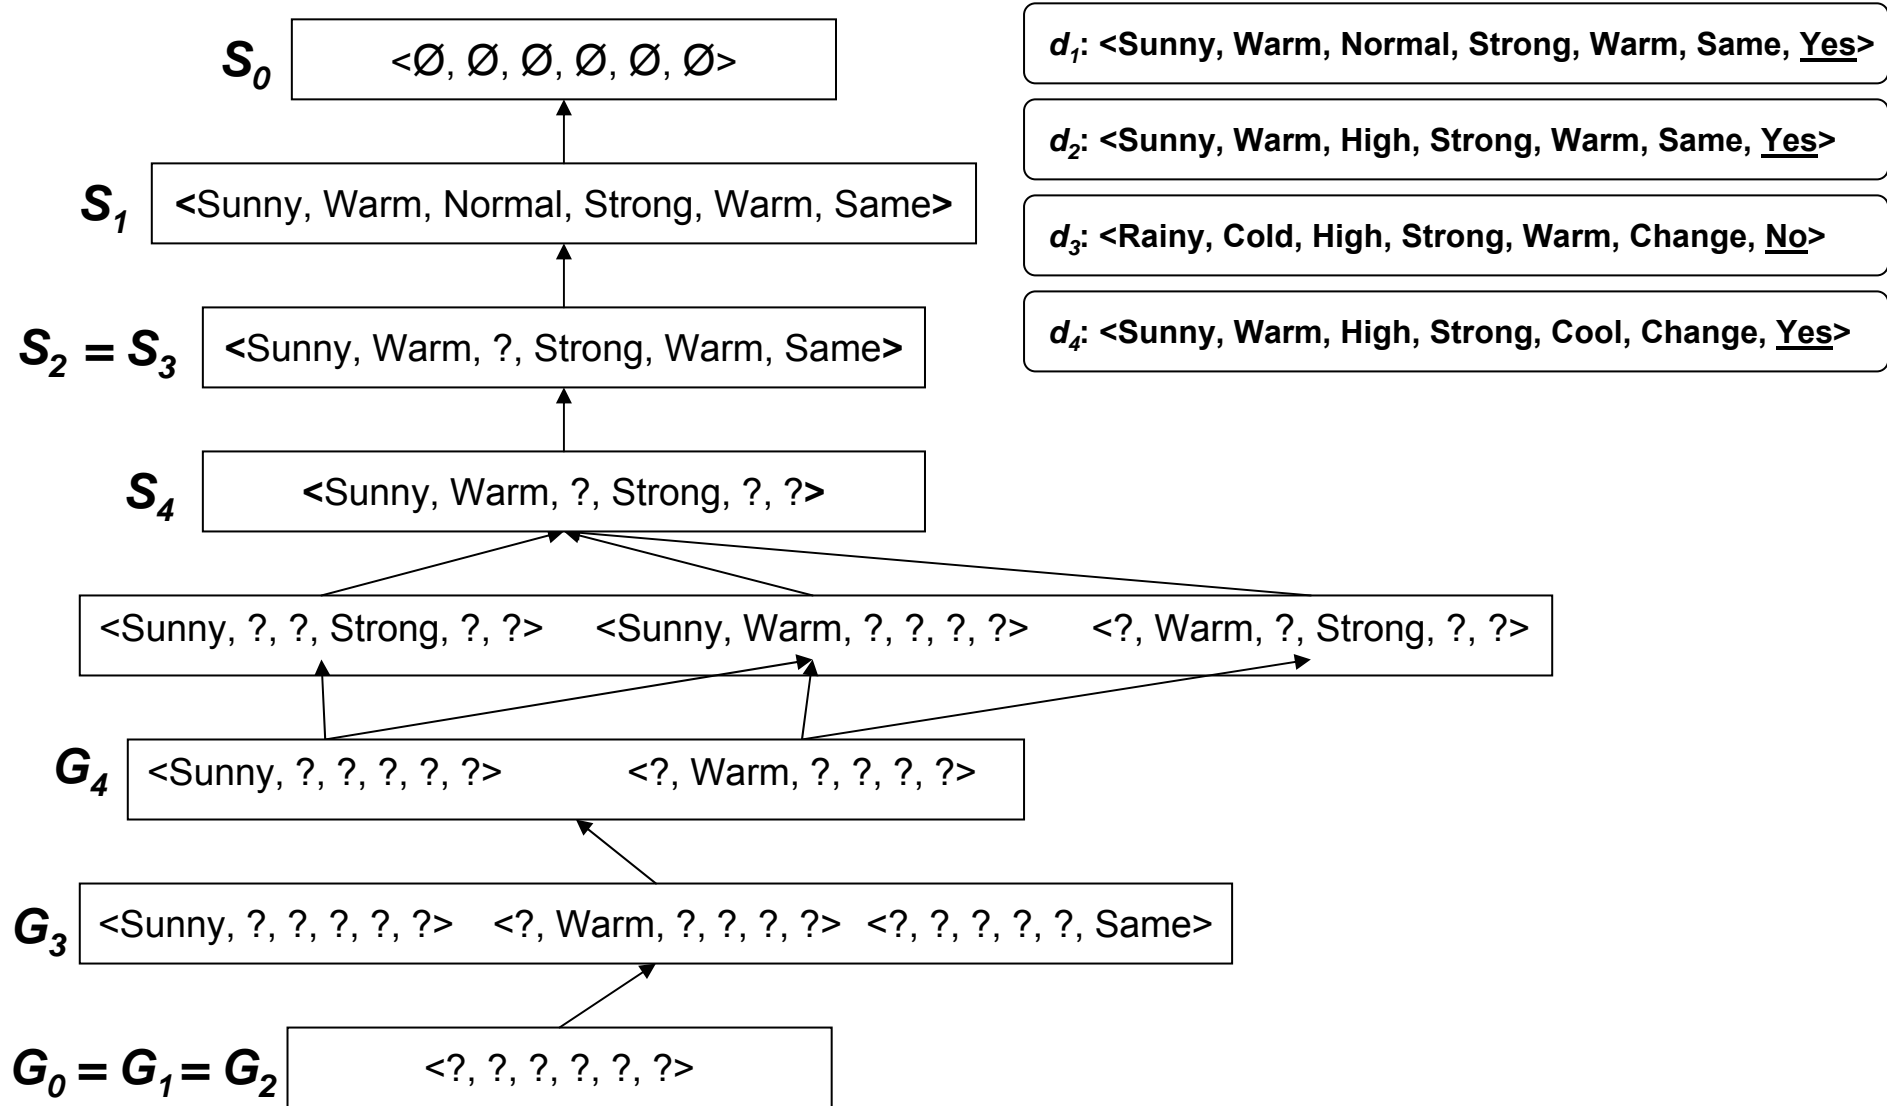 S0 <Ø, Ø, Ø, Ø, Ø, Ø>
S1 <Sunny, Warm, Normal, Strong, Warm, Same>
S2 = S3 <Sunny, Warm, ?, Strong, Warm, Same>
S4 <Sunny, Warm, ?, Strong, ?, ?>
<Sunny, ?, ?, Strong, ?, ?> <Sunny, Warm, ?, ?, ?, ?> <?, Warm, ?, Strong, ?, ?>
G4 <Sunny, ?, ?, ?, ?, ?> <?, Warm, ?, ?, ?, ?>
G3 <Sunny, ?, ?, ?, ?, ?> <?, Warm, ?, ?, ?, ?> <?, ?, ?, ?, ?, Same>
G0 = G1 = G2 <?, ?, ?, ?, ?, ?>
d1: <Sunny, Warm, Normal, Strong, Warm, Same, Yes>
d2: <Sunny, Warm, High, Strong, Warm, Same, Yes>
d3: <Rainy, Cold, High, Strong, Warm, Change, No>
d4: <Sunny, Warm, High, Strong, Cool, Change, Yes>